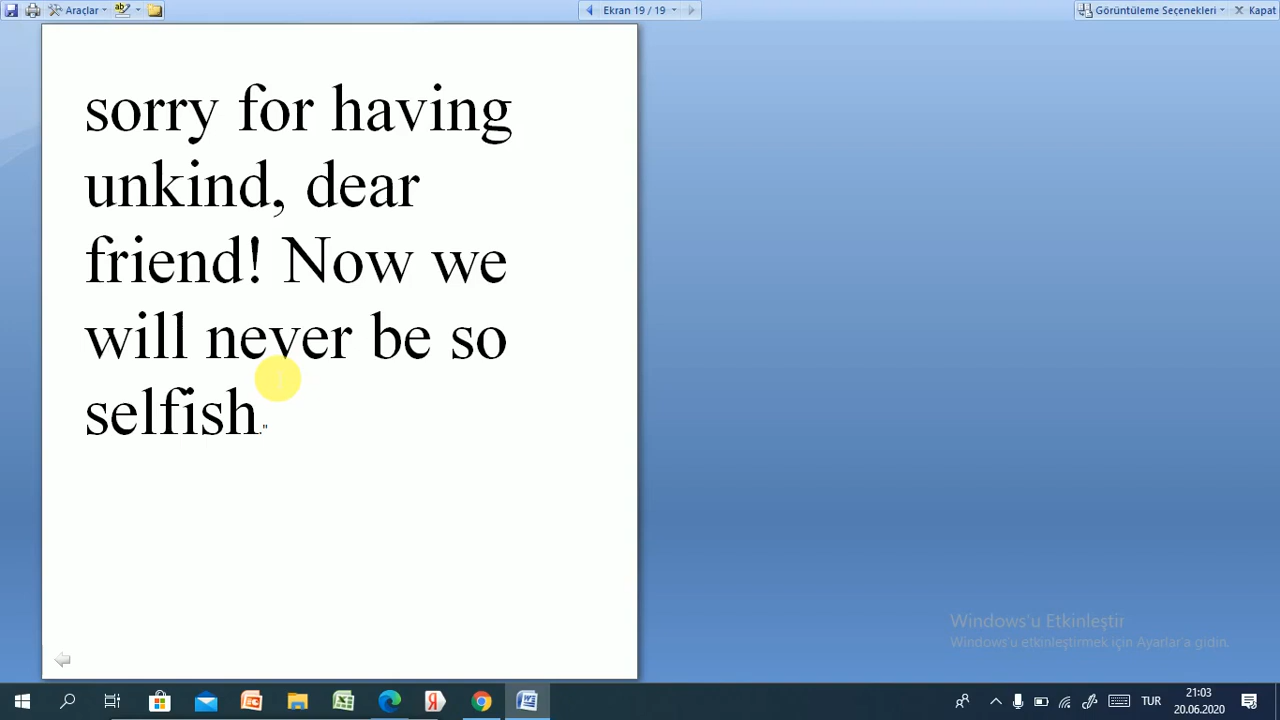 Araçlar
Ekran 19 / 19
Görüntüleme Seçenekleri
Kapat
sorry for having
unkind, dear
friend! Now we
will never be so
selfish."
Windows'u Etkinleştir
Windows'u etkinleştirmek için Ayarlar'a gidin.
TUR
21:03
20.06.2020